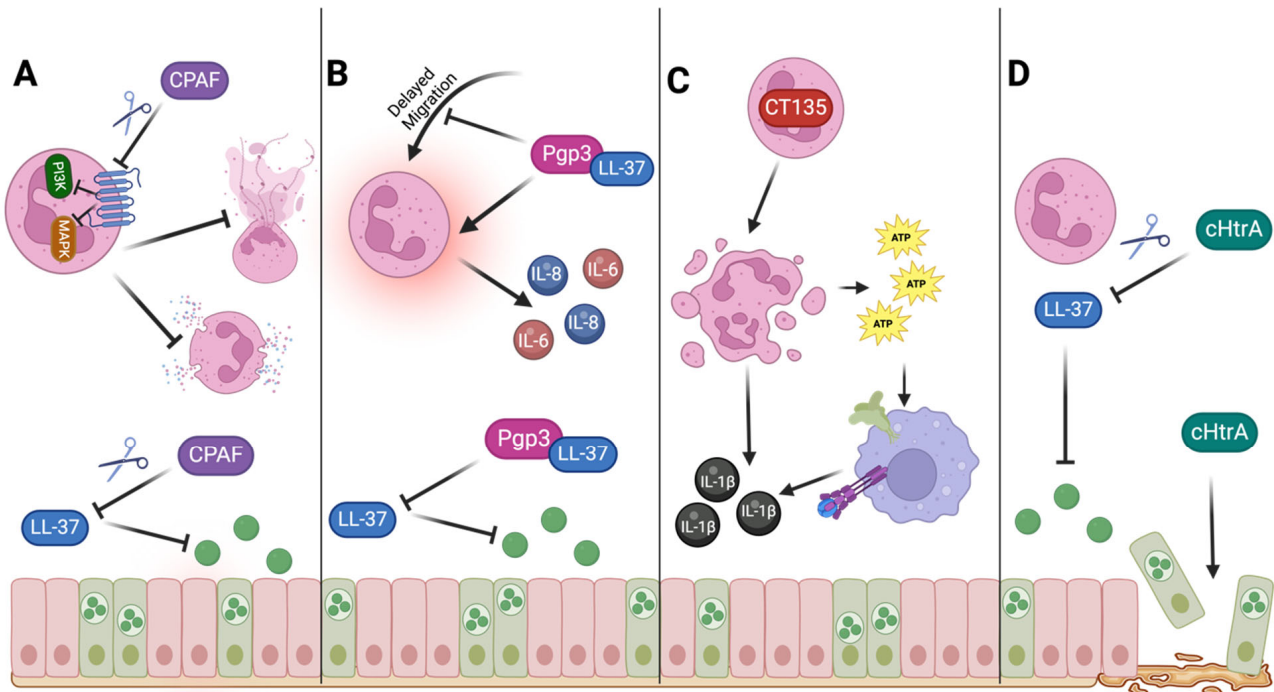 A
CPAF
PI3K
MAPK
CPAF
LL-37
B
Delayed
Migration
Pgp3
LL-37
IL-8
IL-6
IL-8
IL-6
Pgp3
LL-37
LL-37
C
CT135
ATP
ATP
ATP
IL-1β
IL-1β
IL-1β
D
cHtrA
LL-37
cHtrA